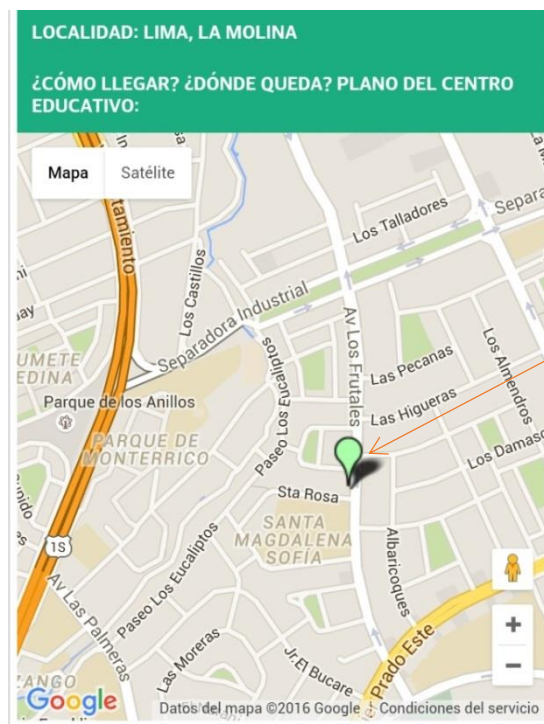 LOCALIDAD: LIMA, LA MOLINA
¿CÓMO LLEGAR? ¿DÓNDE QUEDA? PLANO DEL CENTRO
EDUCATIVO:
Mapa
Satélite
Los Talladores
Separadora Industrial
Los Castillos
Av Los Frutales
Las Pecanas
Las Higueras
Los Almendros
Paseo Los Eucaliptos
Parque de los Anillos
PARQUE DE
MONTERRICO
Sta Rosa
SANTA
MAGDALENA
SOFÍA
Albaricoques
1S
Av Las Palmeras
Paseo Los Eucaliptos
Las Moreras
Jr. El Bucare
Prado Este
+
−
Google
Datos del mapa ©2016 Google
Condiciones del servicio